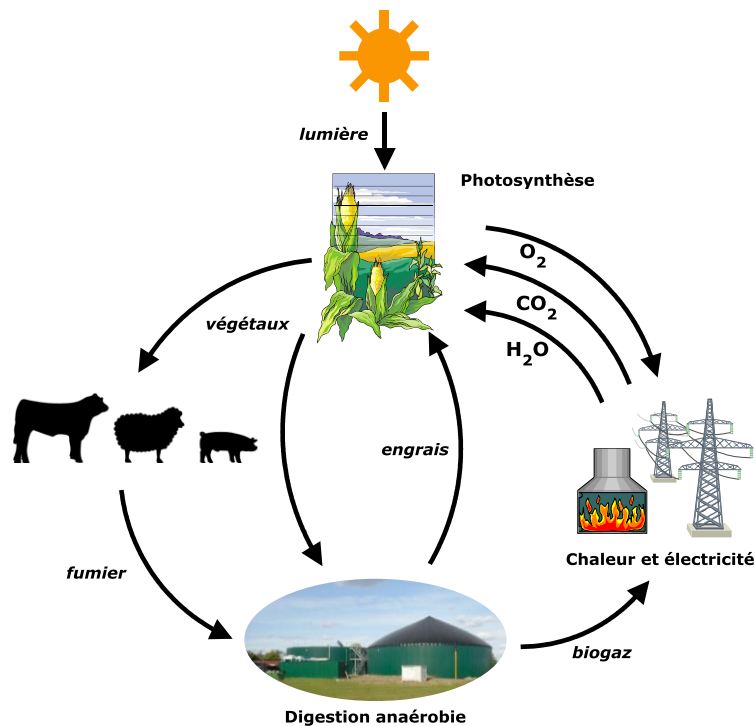 lumière
Photosynthèse
O₂
végétaux
CO₂
H₂O
engrais
Chaleur et électricité
fumier
biogaz
Digestion anaérobie